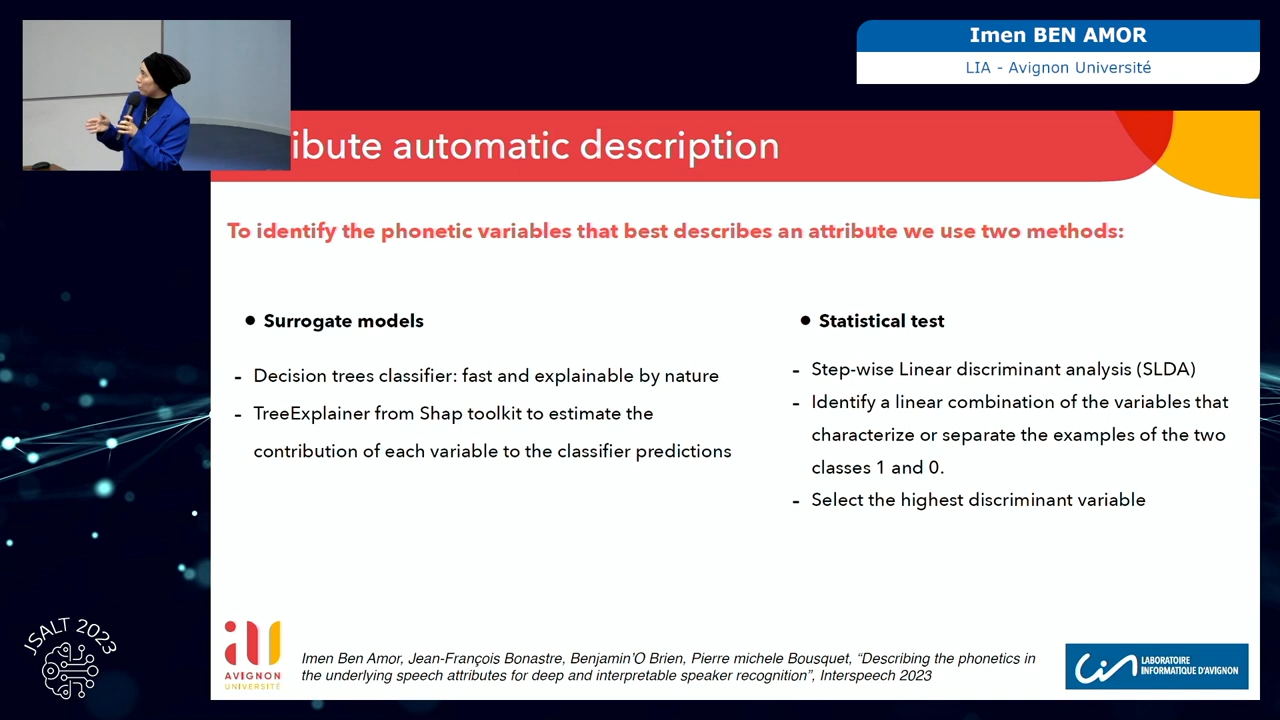 Imen BEN AMOR
LIA - Avignon Université
ibute automatic description
To identify the phonetic variables that best describes an attribute we use two methods:
● Surrogate models
- Decision trees classifier: fast and explainable by nature
- TreeExplainer from Shap toolkit to estimate the
contribution of each variable to the classifier predictions
● Statistical test
- Step-wise Linear discriminant analysis (SLDA)
- Identify a linear combination of the variables that
characterize or separate the examples of the two
classes 1 and 0.
- Select the highest discriminant variable
JSALT 2023
AVIGNON
UNIVERSITÉ
Imen Ben Amor, Jean-François Bonastre, Benjamin’O Brien, Pierre michele Bousquet, “Describing the phonetics in
the underlying speech attributes for deep and interpretable speaker recognition”, Interspeech 2023
LABORATOIRE
INFORMATIQUE D'AVIGNON